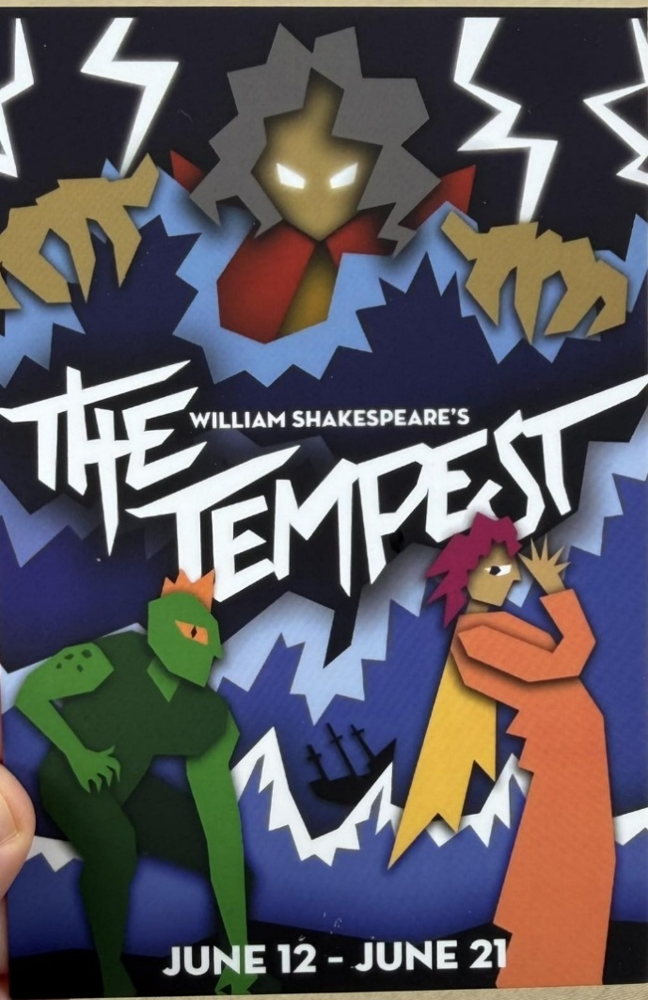 WILLIAM SHAKESPEARE'S
THE
TEMPEST
JUNE 12 - JUNE 21